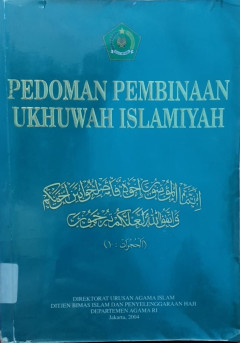 PEDOMAN PEMBINAAN
UKHUWAH ISLAMIYAH
إنما المؤمنون إخوة فأصلحوا بين أخويكم
واتقوا الله لعلكم ترحمون
(الحجرات : ١٠)
DIREKTORAT URUSAN AGAMA ISLAM
DITJEN BIMAS ISLAM DAN PENYELENGGARAAN HAJI
DEPARTEMEN AGAMA RI
Jakarta, 2004